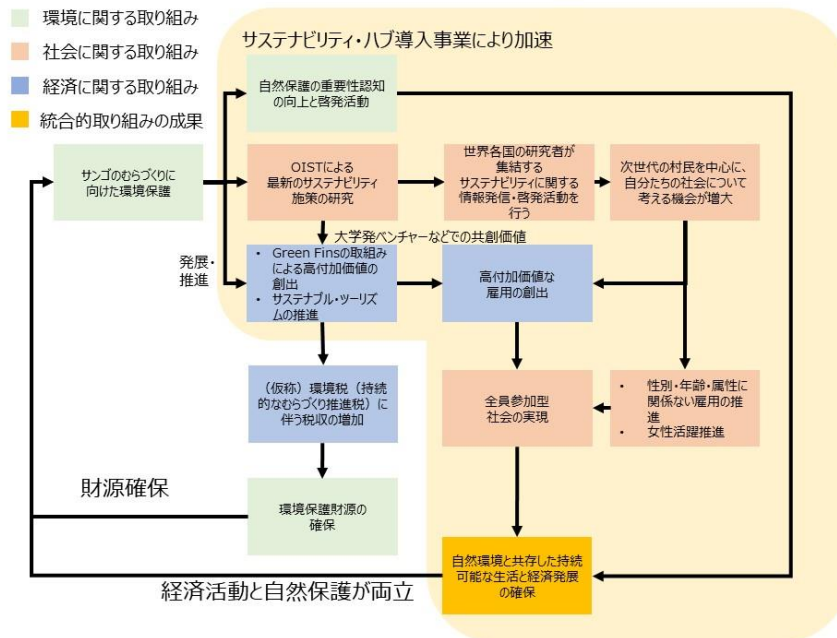 環境に関する取り組み
社会に関する取り組み
経済に関する取り組み
統合的取り組みの成果
サステナビリティ・ハブ導入事業により加速
自然保護の重要性認知
の向上と啓発活動
サンゴのむらづくりに
向けた環境保護
OISTによる
最新のサステナビリティ
施策の研究
世界各国の研究者が
集結する
サステナビリティに関する
情報発信・啓発活動を
行う
次世代の村民を中心に、
自分たちの社会について
考える機会が増大
大学発ベンチャーなどでの共創価値
発展・
推進
• Green Finsの取組み
による高付加価値の
創出
• サステナブル・ツーリズ
ムの推進
高付加価値な
雇用の創出
（仮称）環境税（持続
的なむらづくり推進税）に
伴う税収の増加
全員参加型
社会の実現
• 性別・年齢・属性に
関係ない雇用の推
進
• 女性活躍推進
財源確保
環境保護財源の
確保
自然環境と共存した持続
可能な生活と経済発展
の確保
経済活動と自然保護が両立